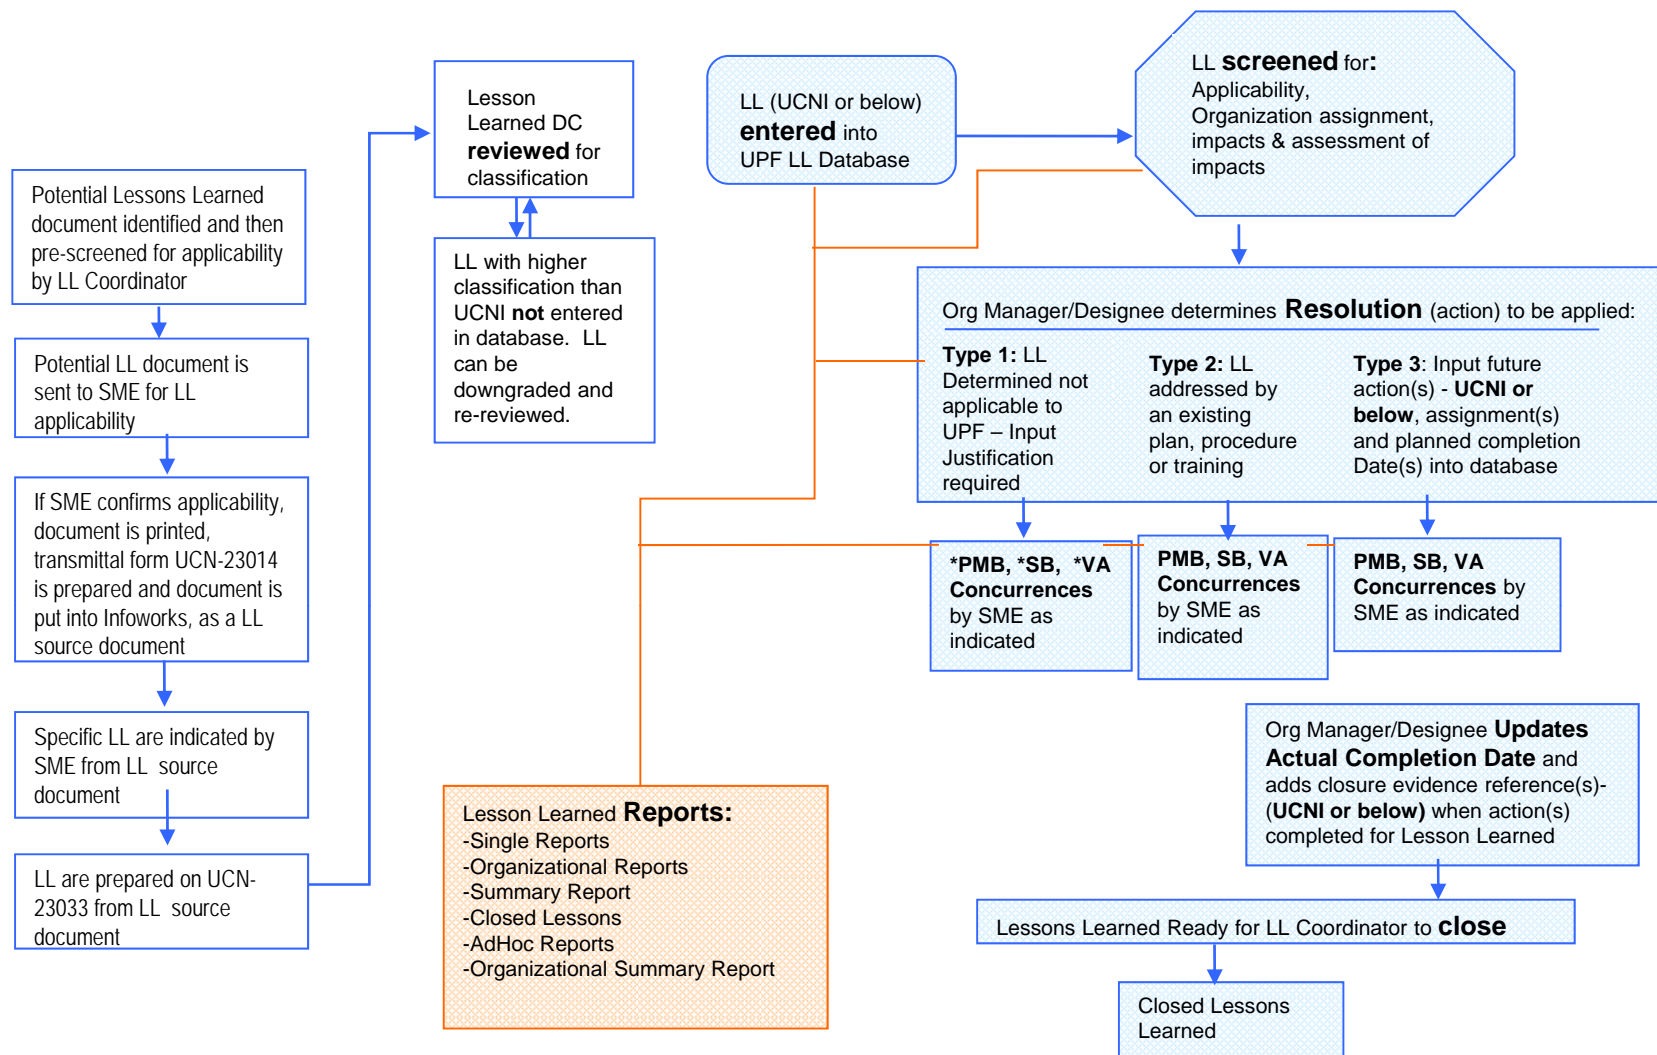 Potential Lessons Learned
document identified and then
pre-screened for applicability
by LL Coordinator
Potential LL document is
sent to SME for LL
applicability
If SME confirms applicability,
document is printed,
transmittal form UCN-23014
is prepared and document is
put into Infoworks, as a LL
source document
Specific LL are indicated by
SME from LL source
document
LL are prepared on UCN-
23033 from LL source
document
Lesson
Learned DC
reviewed for
classification
LL with higher
classification than
UCNI not entered
in database. LL
can be
downgraded and
re-reviewed.
LL (UCNI or below)
entered into
UPF LL Database
LL screened for:
Applicability,
Organization assignment,
impacts & assessment of
impacts
Org Manager/Designee determines Resolution (action) to be applied:
Type 1: LL
Determined not
applicable to
UPF – Input
Justification
required
Type 2: LL
addressed by
an existing
plan, procedure
or training
Type 3: Input future
action(s) - UCNI or
below, assignment(s)
and planned completion
Date(s) into database
*PMB, *SB, *VA
Concurrences
by SME as
indicated
PMB, SB, VA
Concurrences
by SME as
indicated
PMB, SB, VA
Concurrences by
SME as indicated
Org Manager/Designee Updates
Actual Completion Date and
adds closure evidence reference(s)-
(UCNI or below) when action(s)
completed for Lesson Learned
Lessons Learned Ready for LL Coordinator to close
Closed Lessons
Learned
Lesson Learned Reports:
-Single Reports
-Organizational Reports
-Summary Report
-Closed Lessons
-AdHoc Reports
-Organizational Summary Report